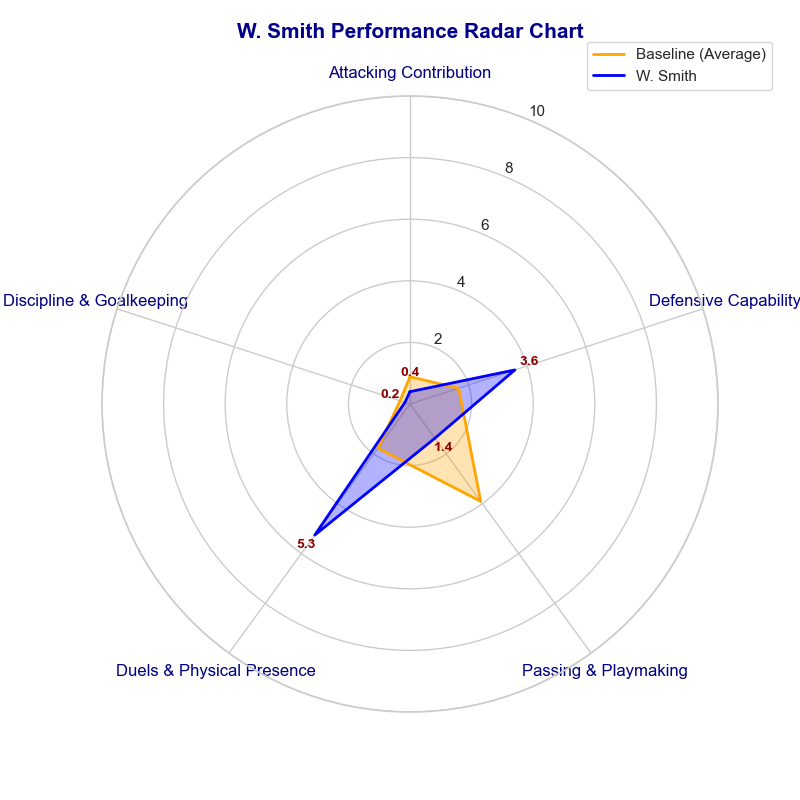 W. Smith Performance Radar Chart
Baseline (Average)
W. Smith
Attacking Contribution
10
8
6
4
2
Discipline & Goalkeeping
Defensive Capability
0.4
3.6
0.2
1.4
5.3
Duels & Physical Presence
Passing & Playmaking